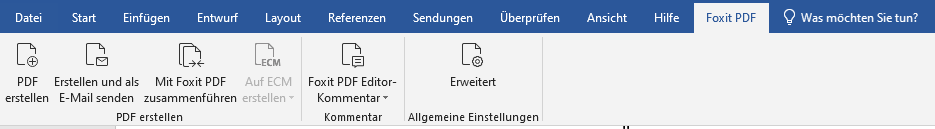 Datei Start Einfügen Entwurf Layout Referenzen Sendungen Überprüfen Ansicht Hilfe Foxit PDF Was möchten Sie tun?
PDF
erstellen
Erstellen und als
E-Mail senden
Mit Foxit PDF
zusammenführen
ECM
Auf ECM
erstellen
Foxit PDF Editor-
Kommentar
Erweitert
PDF erstellen
Kommentar
Allgemeine Einstellungen